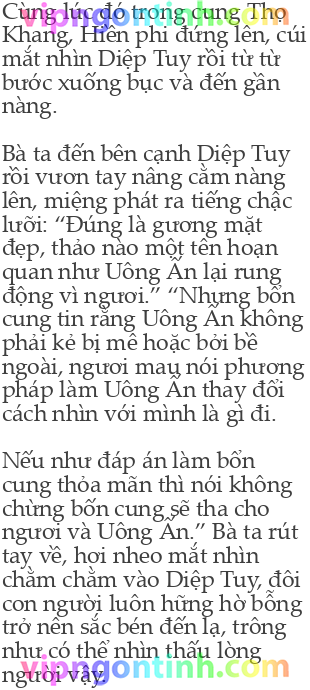 Cùng lúc đó trong cung Thọ
Khang, Hiền phi đứng lên, cúi
mắt nhìn Diệp Tuy rồi từ từ
bước xuống bục và đến gần
nàng.
Bà ta đến bên cạnh Diệp Tuy
rồi vươn tay nâng cằm nàng
lên, miệng phát ra tiếng chậc
lưỡi: “Đúng là gương mặt
đẹp, thảo nào một tên hoạn
quan như Uông Ấn lại rung
động vì ngươi.” “Nhưng bổn
cung tin rằng Uông Ấn không
phải kẻ bị mê hoặc bởi bề
ngoài, ngươi mau nói phương
pháp làm Uông Ấn thay đổi
cách nhìn với mình là gì đi.
Nếu như đáp án làm bổn
cung thỏa mãn thì nói không
chừng bổn cung sẽ tha cho
ngươi và Uông Ấn.” Bà ta rút
tay về, hơi nheo mắt nhìn
chằm chằm vào Diệp Tuy, đôi
con người luôn hững hờ bỗng
trở nên sắc bén đến lạ, trông
như có thể nhìn thấu lòng
người vậy.
vipngontinh.com
vipngontinh.com